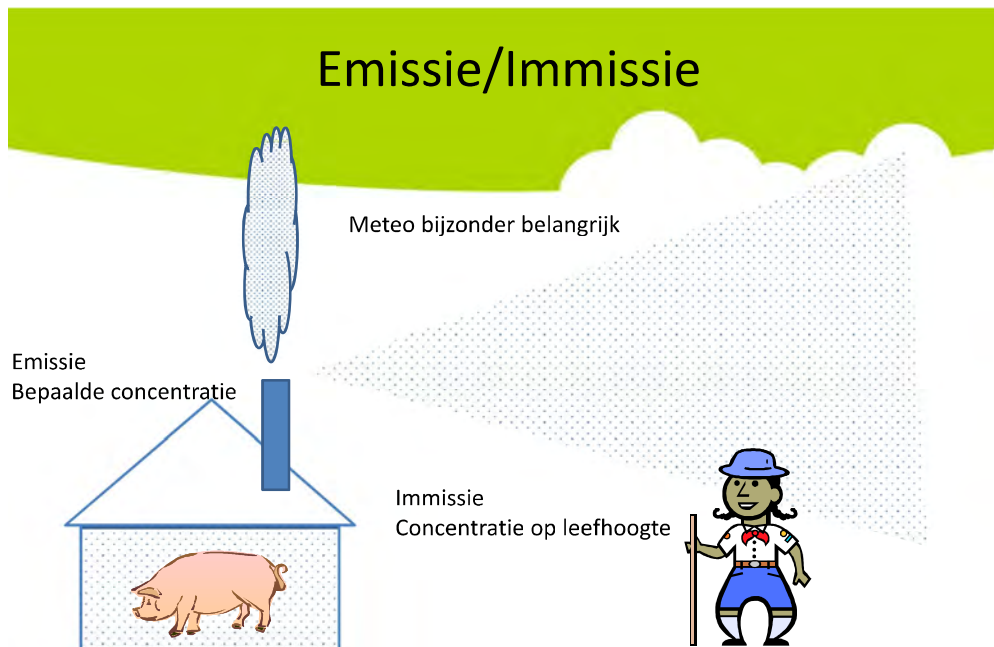 Emissie/Immissie
Meteo bijzonder belangrijk
Emissie
Bepaalde concentratie
Immissie
Concentratie op leefhoogte